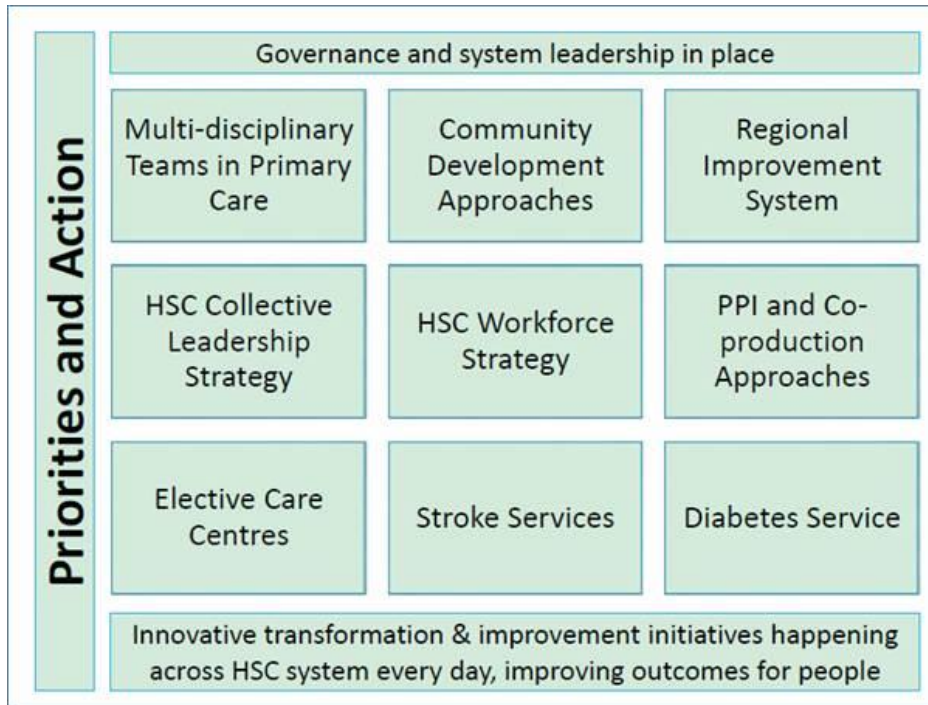 Priorities and Action
Governance and system leadership in place
Multi-disciplinary
Teams in Primary
Care
Community
Development
Approaches
Regional
Improvement
System
HSC Collective
Leadership
Strategy
HSC Workforce
Strategy
PPI and Co-
production
Approaches
Elective Care
Centres
Stroke Services
Diabetes Service
Innovative transformation & improvement initiatives happening
across HSC system every day, improving outcomes for people